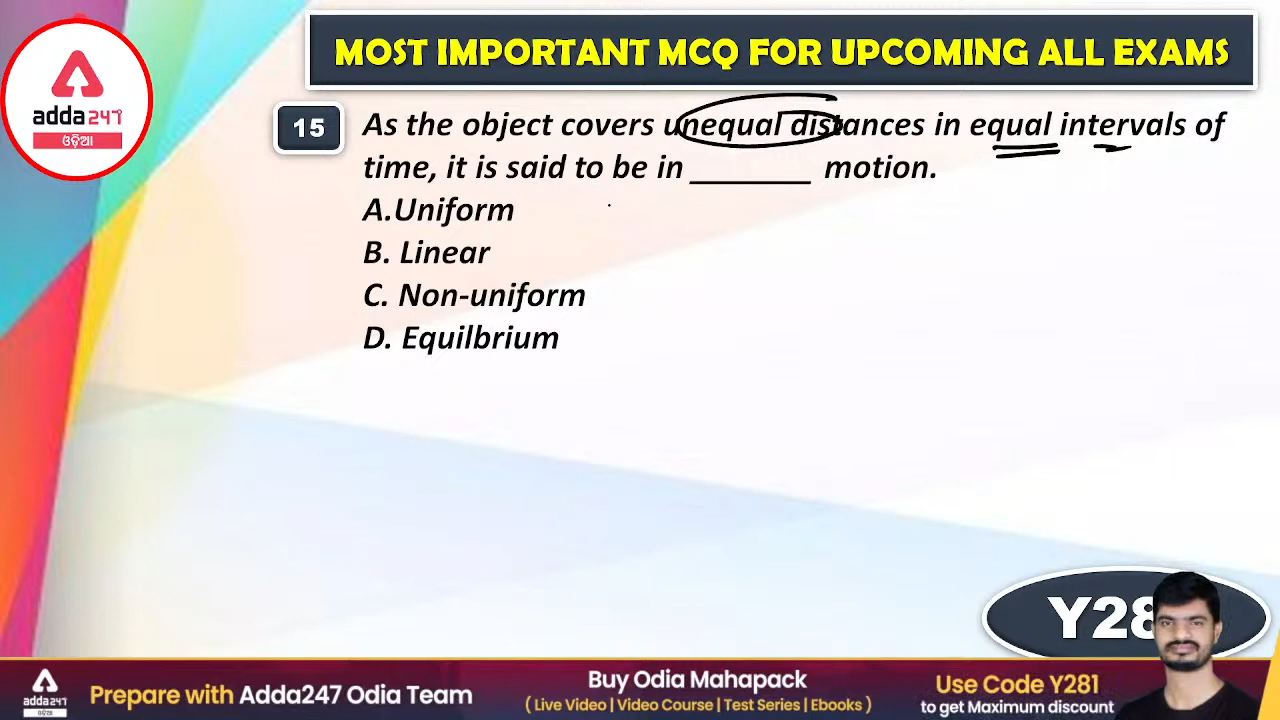 MOST IMPORTANT MCQ FOR UPCOMING ALL EXAMS
adda247
ଓଡ଼ିଆ
15
As the object covers unequal distances in equal intervals of
time, it is said to be in _______ motion.
A.Uniform
B. Linear
C. Non-uniform
D. Equilbrium
Y28
adda247
ଓଡ଼ିଆ
Prepare with Adda247 Odia Team
Buy Odia Mahapack
( Live Video | Video Course | Test Series | Ebooks )
Use Code Y281
to get Maximum discount